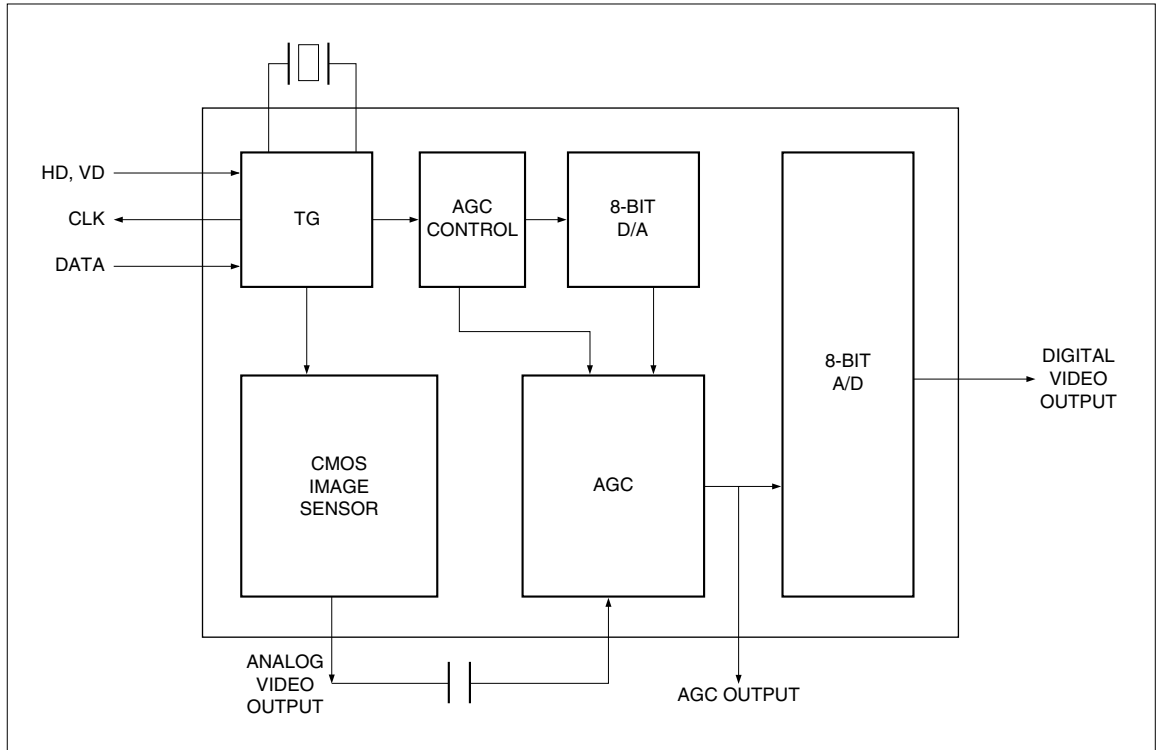 HD, VD
CLK
DATA
TG
AGC
CONTROL
8-BIT
D/A
8-BIT
A/D
DIGITAL
VIDEO
OUTPUT
CMOS
IMAGE
SENSOR
AGC
ANALOG
VIDEO
OUTPUT
AGC OUTPUT